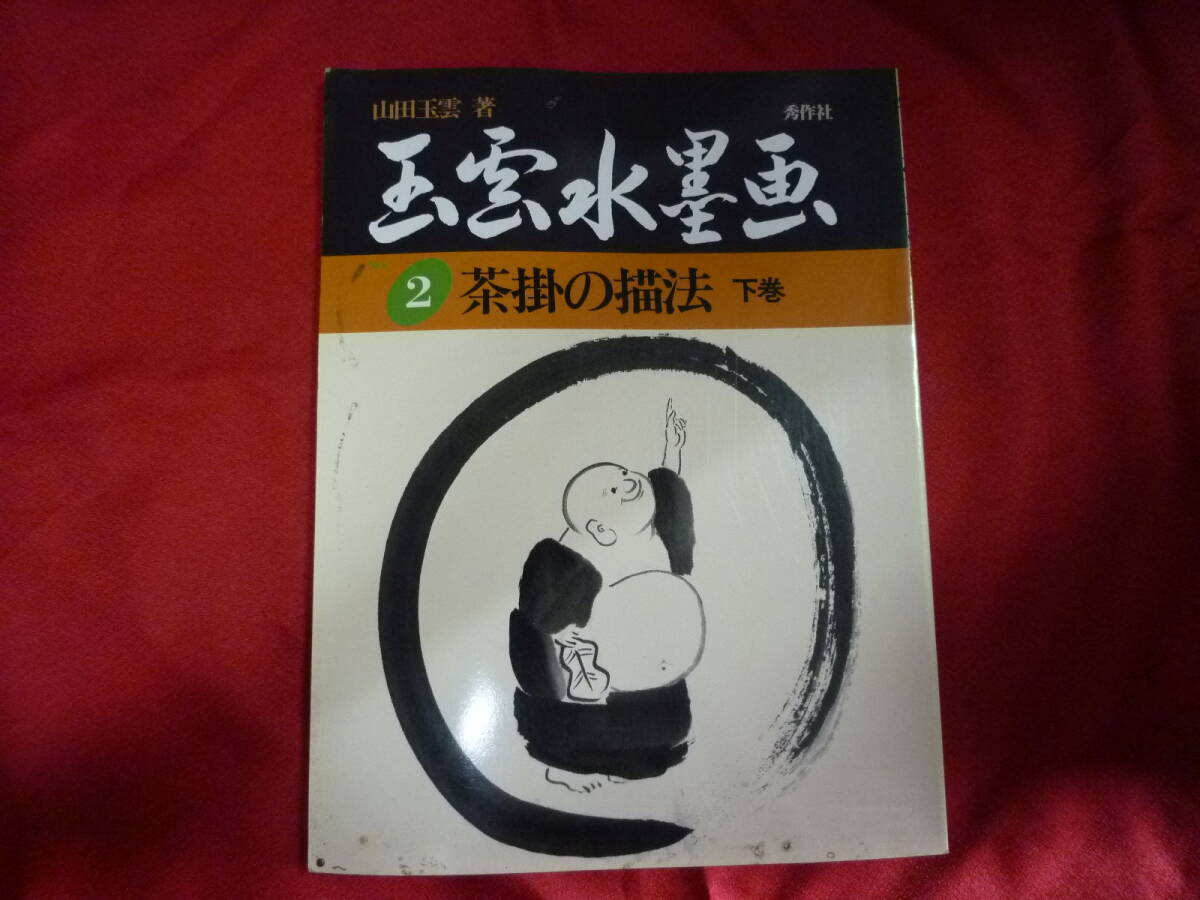 山田玉雲 著
秀作社
玉雲水墨画
2 茶掛の描法 下巻